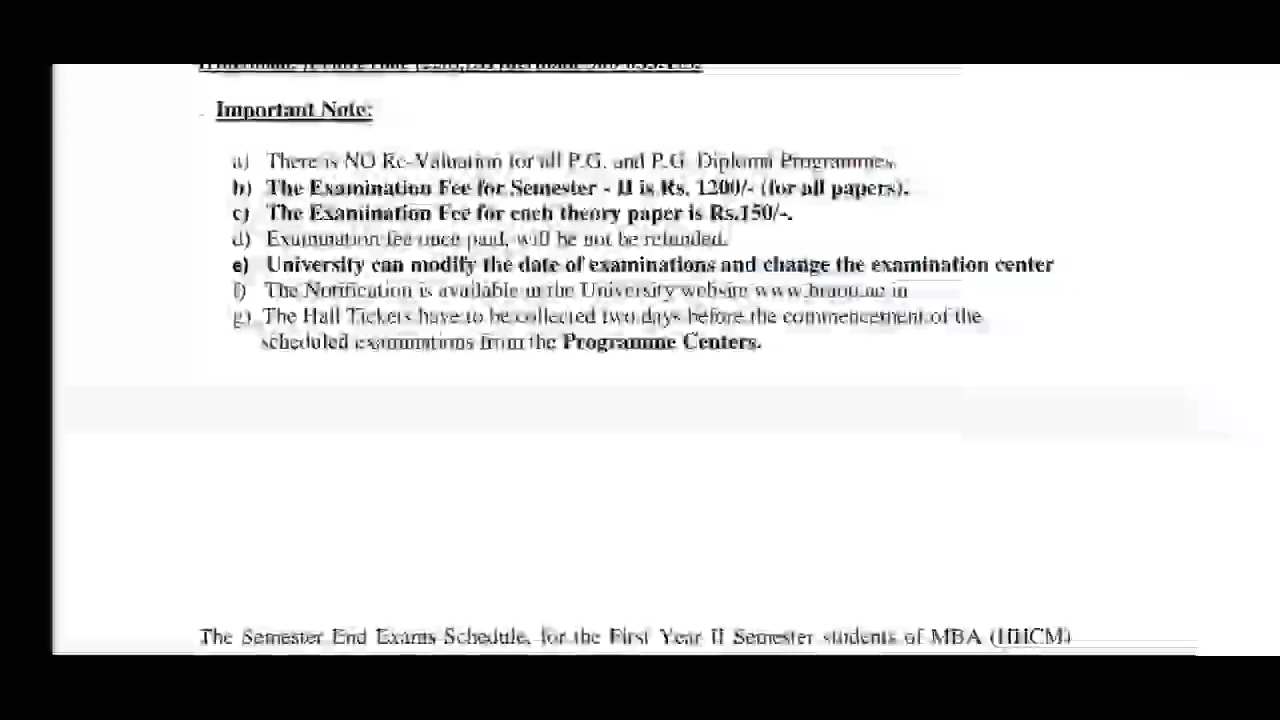 Important Note:
a) There is NO Re-Valuation for all P.G. and P.G. Diploma Programmes.
b) The Examination Fee for Semester - II is Rs. 1200/- (for all papers).
c) The Examination Fee for each theory paper is Rs.150/-.
d) Examination fee once paid, will be not be refunded.
e) University can modify the date of examinations and change the examination center
f) The Notification is available in the University website www.braou.ac.in
g) The Hall Tickets have to be collected two days before the commencement of the
scheduled examinations from the Programme Centers.
The Semester End Exams Schedule, for the First Year II Semester students of MBA (HHCM)